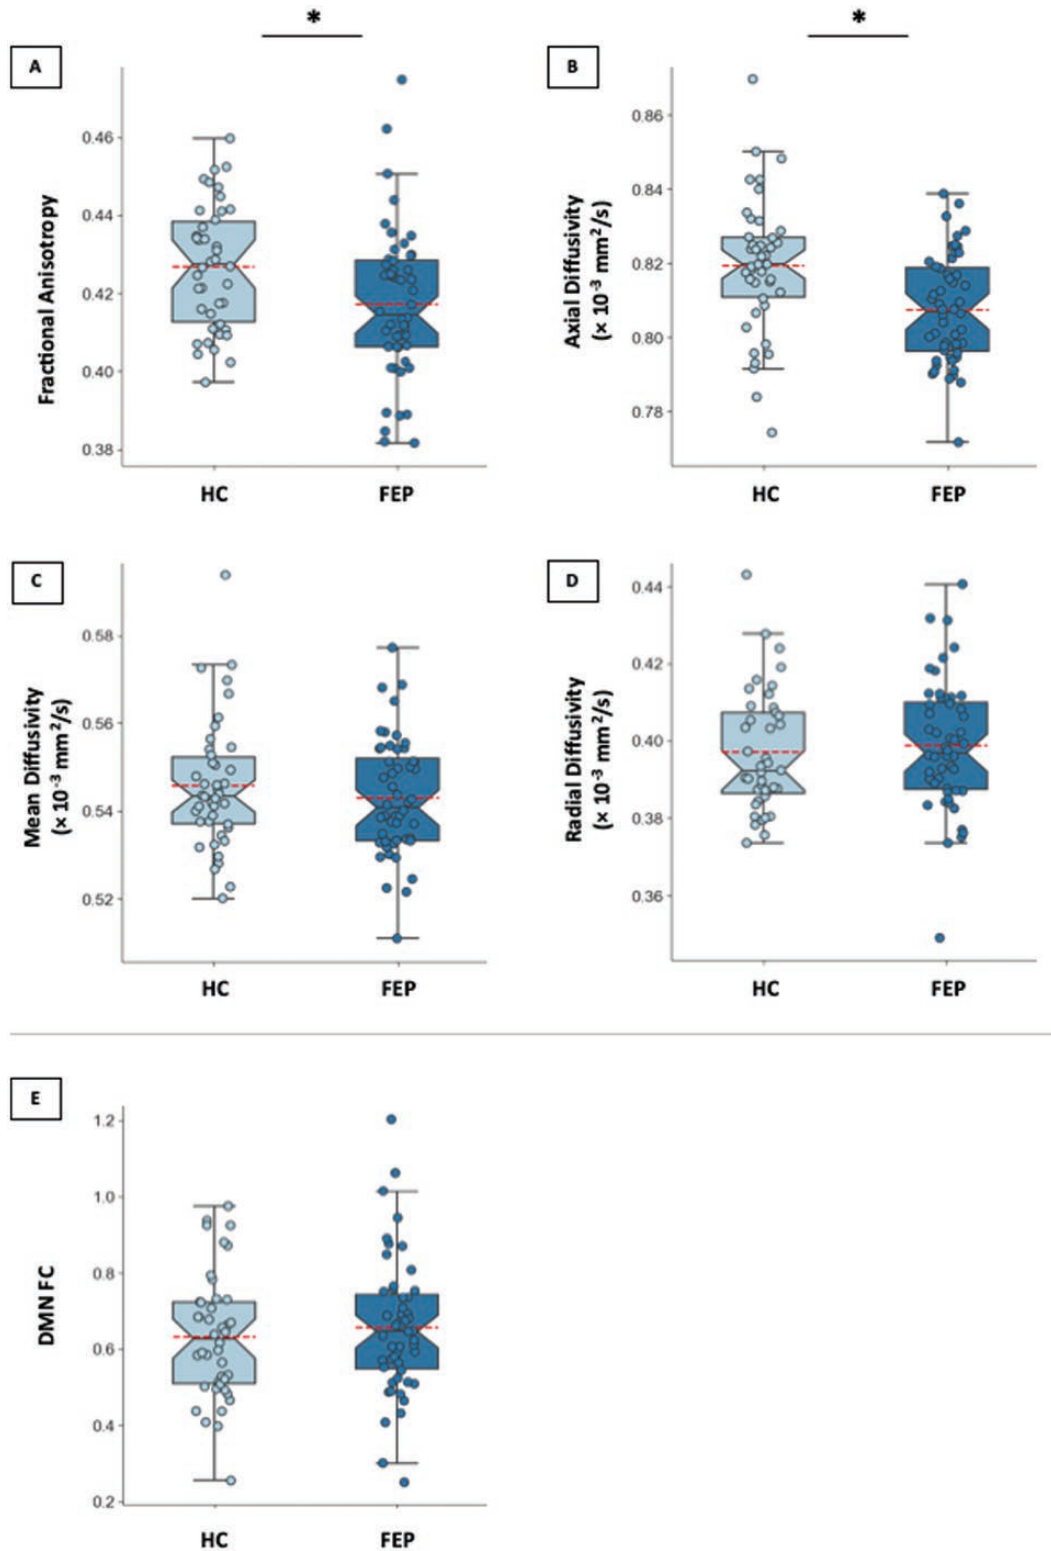 *
*
A
B
Fractional Anisotropy
0.46
0.44
0.42
0.40
0.38
HC
FEP
Axial Diffusivity
(× 10⁻³ mm²/s)
0.86
0.84
0.82
0.80
0.78
HC
FEP
C
D
Mean Diffusivity
(× 10⁻³ mm²/s)
0.58
0.56
0.54
0.52
HC
FEP
Radial Diffusivity
(× 10⁻³ mm²/s)
0.44
0.42
0.40
0.38
0.36
HC
FEP
E
DMN FC
1.2
1.0
0.8
0.6
0.4
0.2
HC
FEP